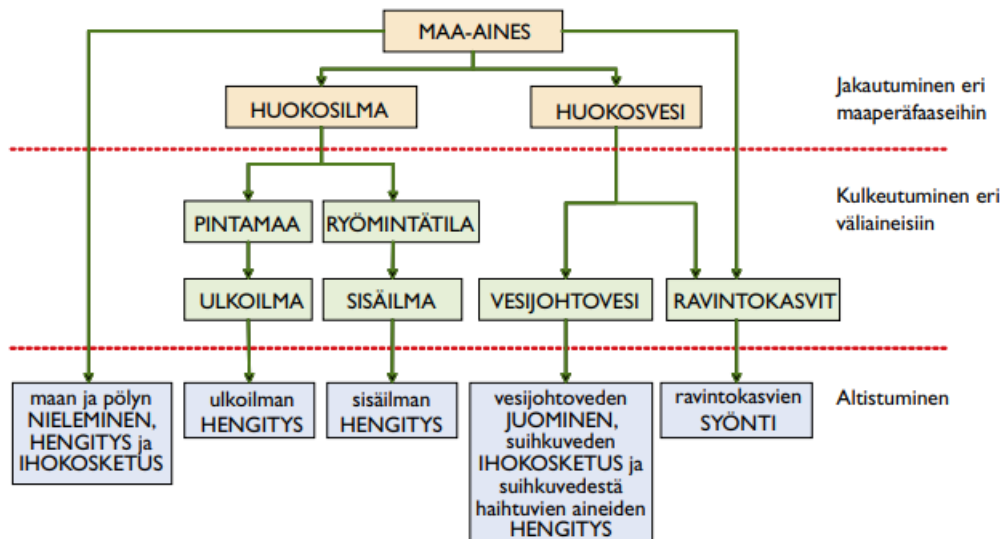 MAA-AINES
Jakautuminen eri
maaperäfaaseihin
HUOKOSILMA
HUOKOSVESI
Kulkeutuminen eri
väliaineisiin
PINTAMAA
RYÖMINTÄTILA
ULKOILMA
SISÄILMA
VESIJOHTOVESI
RAVINTOKASVIT
Altistuminen
maan ja pölyn
NIELEMINEN,
HENGITYS ja
IHOKOSKETUS
ulkoilman
HENGITYS
sisäilman
HENGITYS
vesijohtoveden
JUOMINEN,
suihkuveden
IHOKOSKETUS ja
suihkuvedestä
haihtuvien aineiden
HENGITYS
ravintokasvien
SYÖNTI